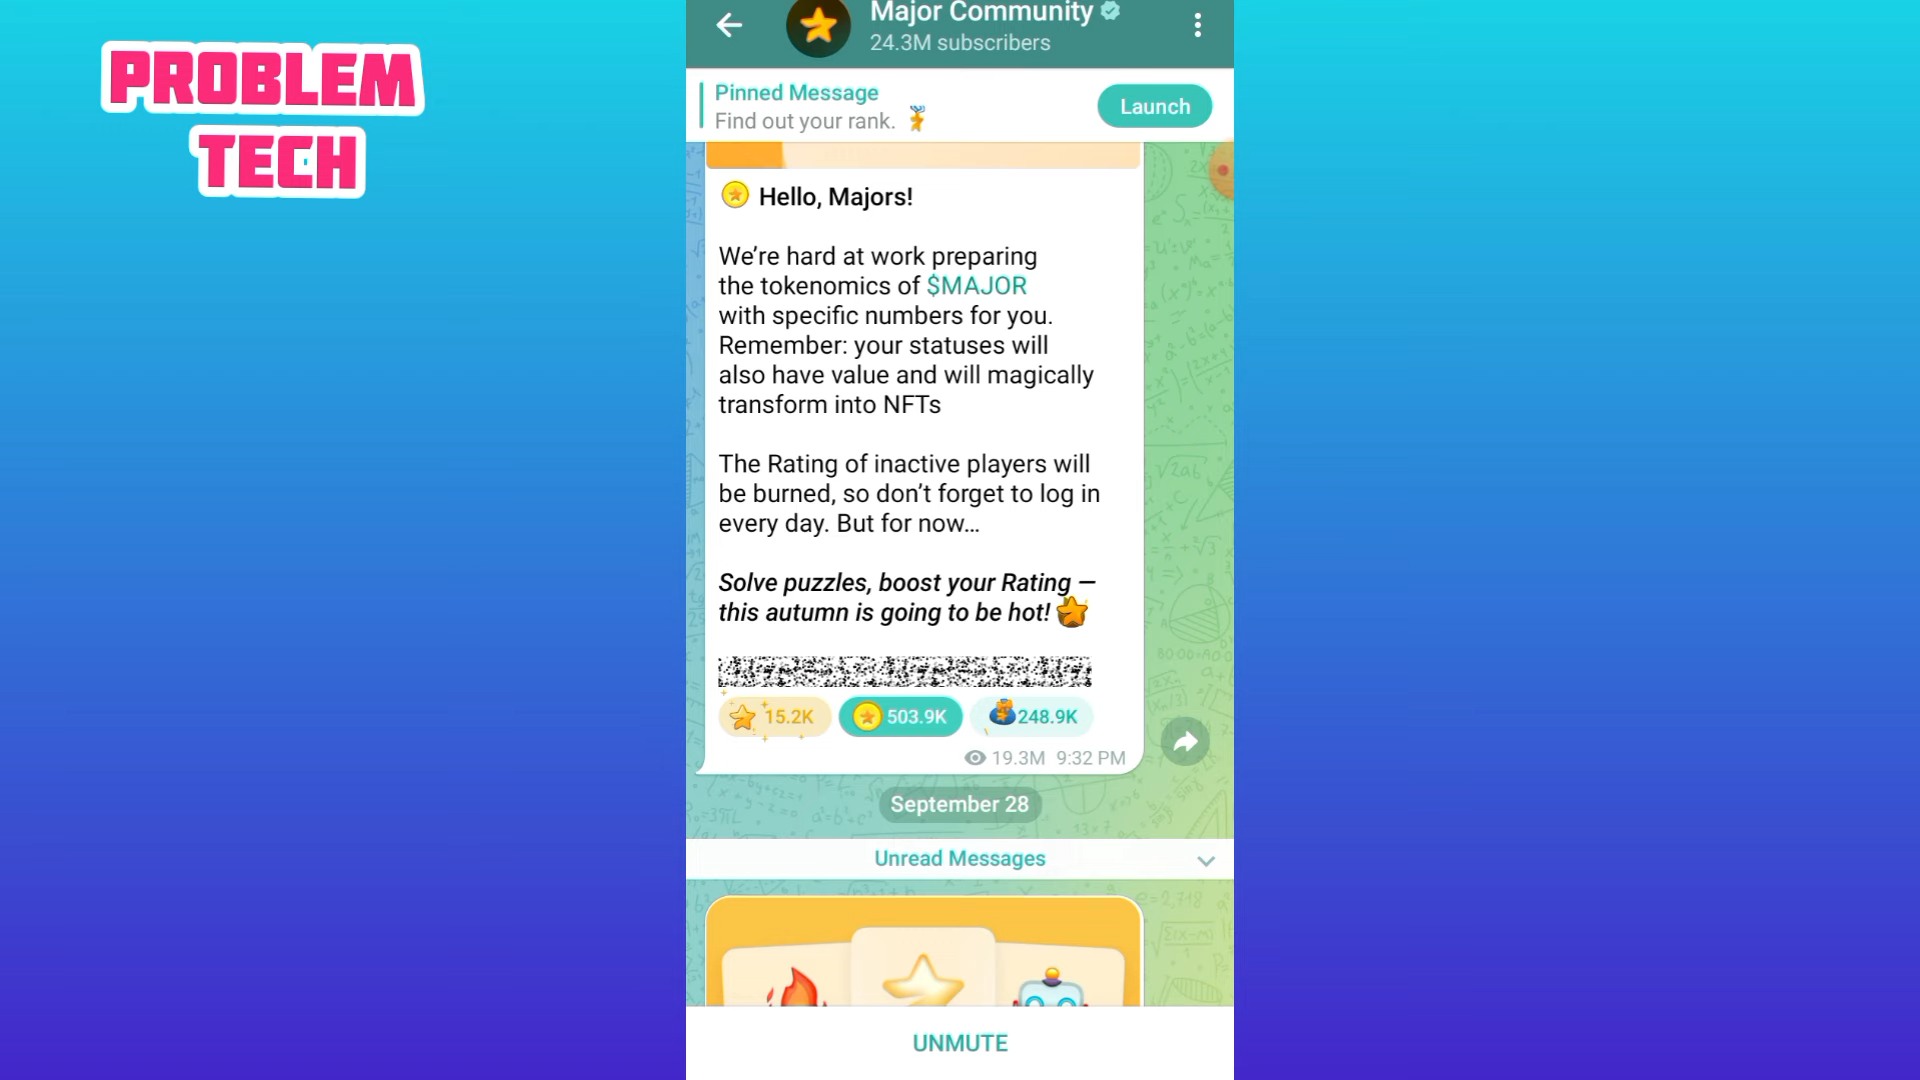 PROBLEM
TECH
Major Community
24.3M subscribers
Pinned Message
Find out your rank.
Launch
Hello, Majors!
We’re hard at work preparing
the tokenomics of $MAJOR
with specific numbers for you.
Remember: your statuses will
also have value and will magically
transform into NFTs
The Rating of inactive players will
be burned, so don’t forget to log in
every day. But for now…
Solve puzzles, boost your Rating —
this autumn is going to be hot!
15.2K
503.9K
248.9K
19.3M 9:32 PM
September 28
Unread Messages
UNMUTE